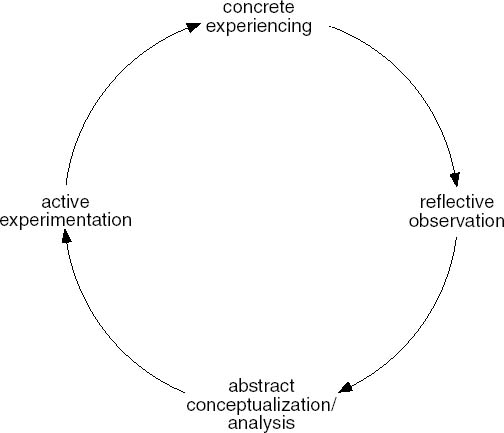 concrete
experiencing
reflective
observation
abstract
conceptualization/
analysis
active
experimentation